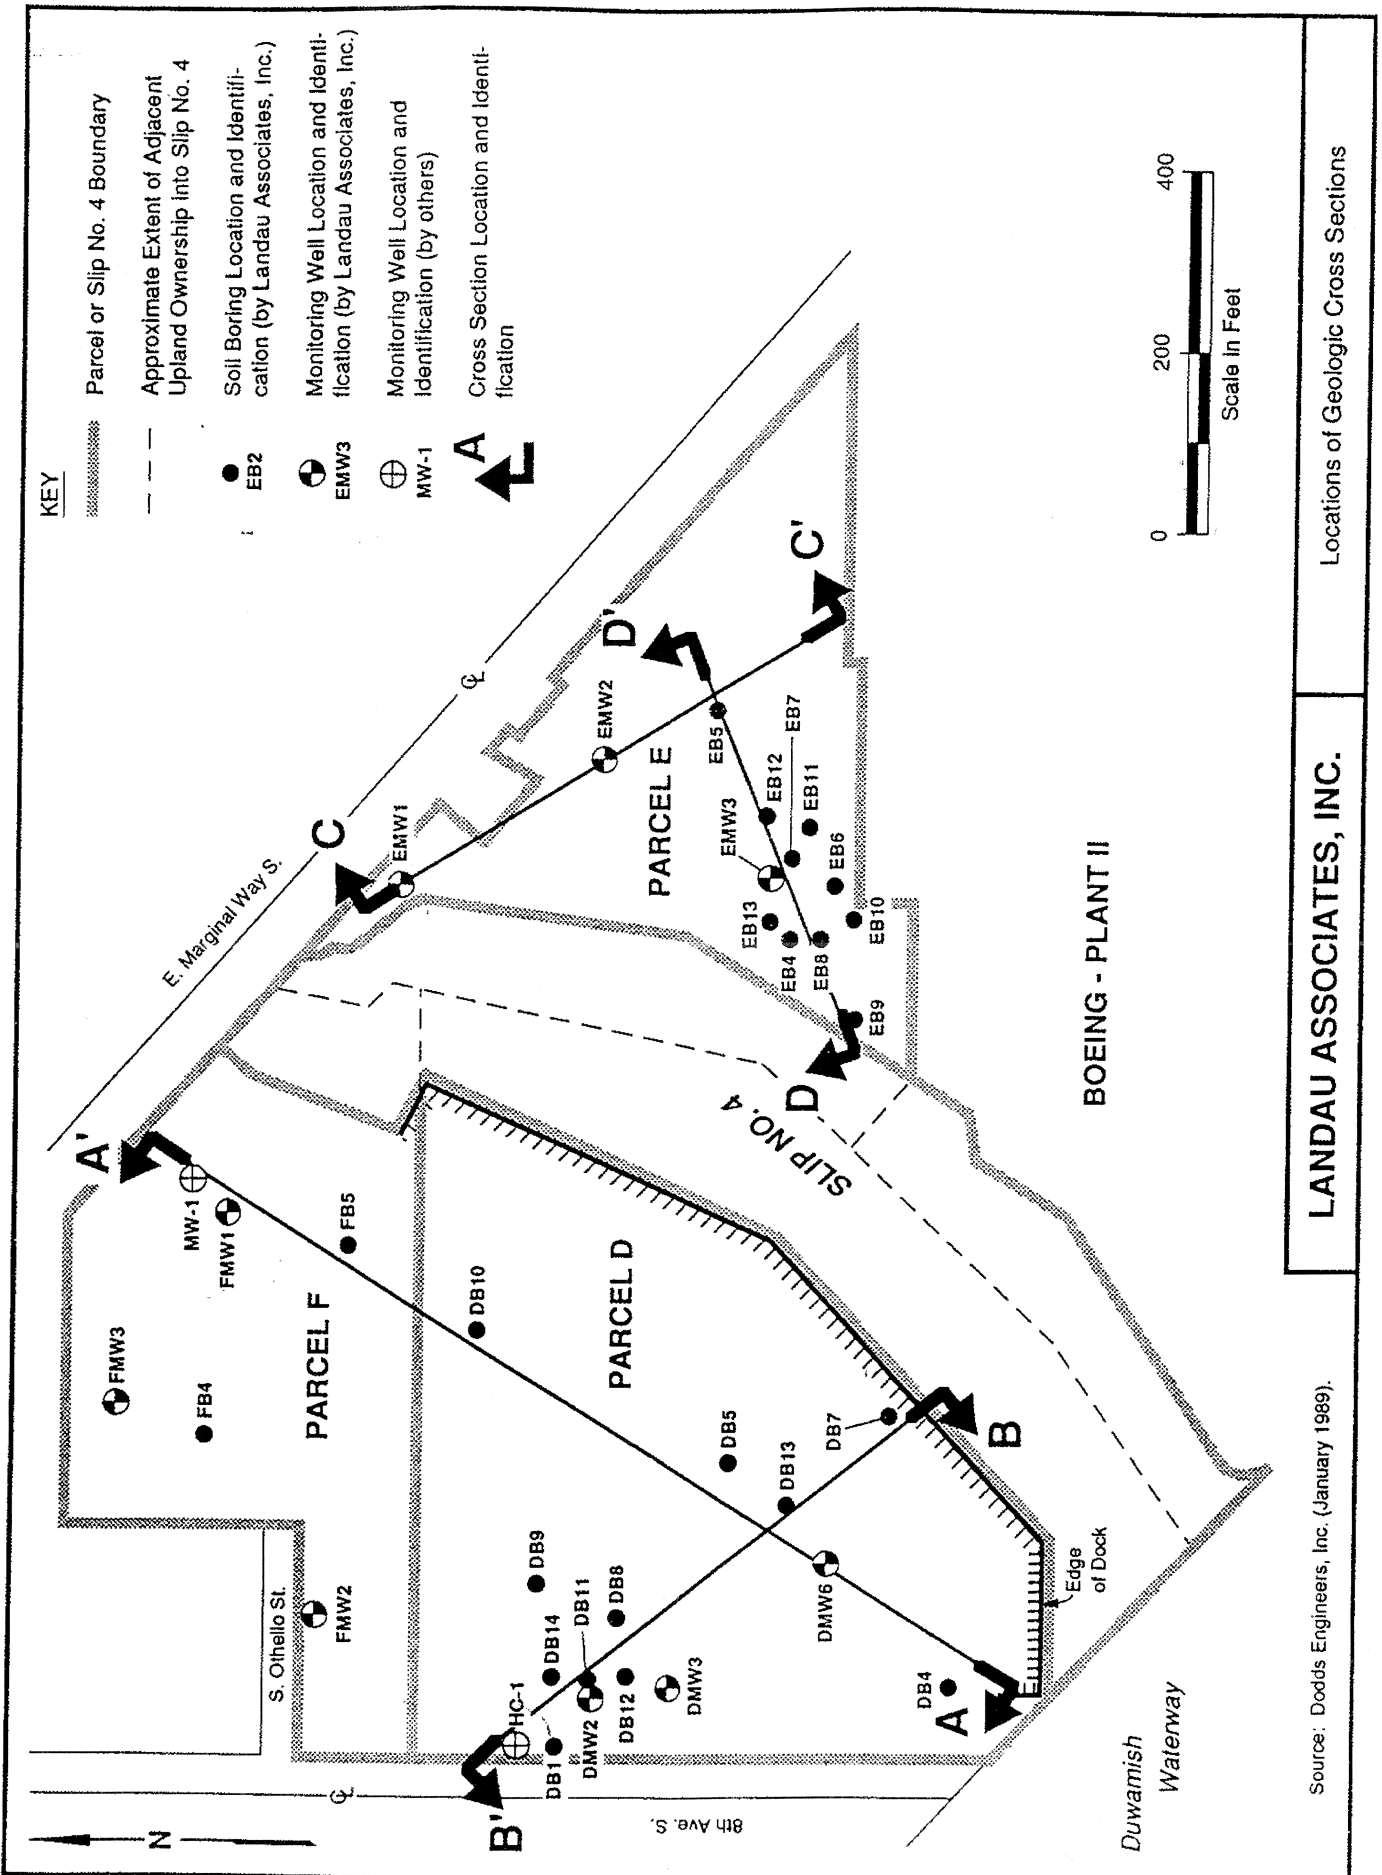 KEY
Parcel or Slip No. 4 Boundary
Approximate Extent of Adjacent
Upland Ownership into Slip No. 4
EB2
Soil Boring Location and Identifi-
cation (by Landau Associates, Inc.)
EMW3
Monitoring Well Location and Identi-
fication (by Landau Associates, Inc.)
MW-1
Monitoring Well Location and
Identification (by others)
A
Cross Section Location and Identi-
fication
N
S. Othello St.
8th Ave. S.
E. Marginal Way S.
℄
℄
A'
MW-1
FMW1
FMW3
FB4
FB5
FMW2
PARCEL F
C
EMW1
EMW2
D'
C'
PARCEL E
EB5
EB7
EB12
EB11
EMW3
EB6
EB13
EB4
EB8
EB10
EB9
D
SLIP NO. 4
PARCEL D
DB10
DB5
DB13
DB7
B
DB9
DB14
DB11
DB8
HC-1
DB1
DMW2
DB12
DMW3
DMW6
DB4
A
B'
Edge
of Dock
Duwamish
Waterway
BOEING - PLANT II
0
200
400
Scale in Feet
Source: Dodds Engineers, Inc. (January 1989).
LANDAU ASSOCIATES, INC.
Locations of Geologic Cross Sections